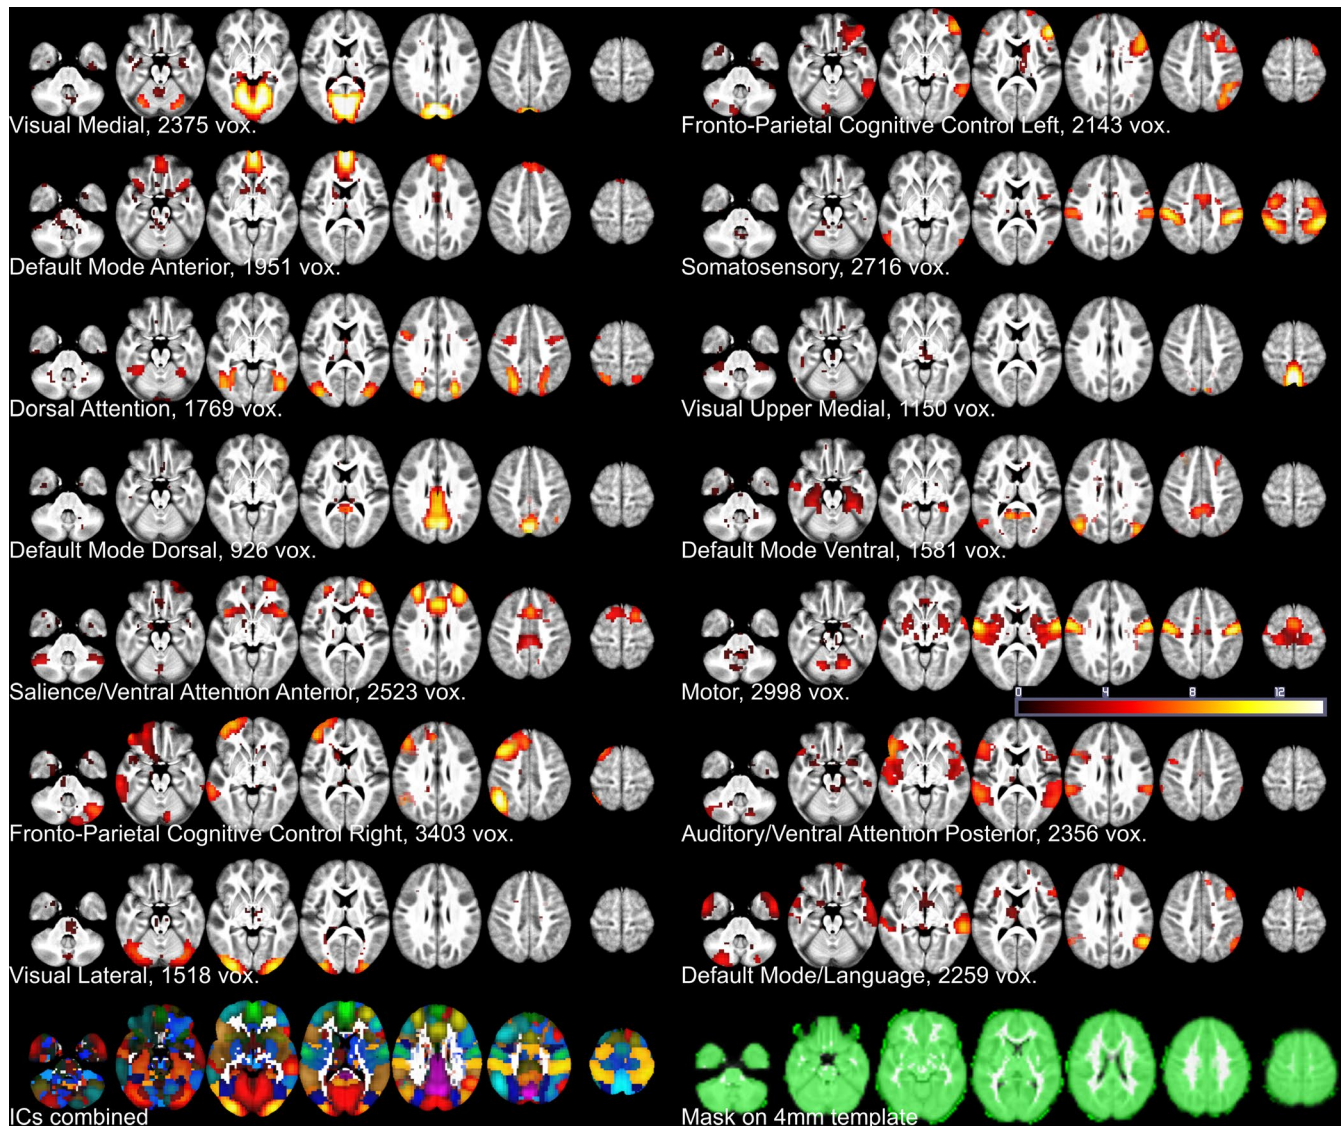 Visual Medial, 2375 vox.
Fronto-Parietal Cognitive Control Left, 2143 vox.
Default Mode Anterior, 1951 vox.
Somatosensory, 2716 vox.
Dorsal Attention, 1769 vox.
Visual Upper Medial, 1150 vox.
Default Mode Dorsal, 926 vox.
Default Mode Ventral, 1581 vox.
Salience/Ventral Attention Anterior, 2523 vox.
Motor, 2998 vox.
0 4 8 12
Fronto-Parietal Cognitive Control Right, 3403 vox.
Auditory/Ventral Attention Posterior, 2356 vox.
Visual Lateral, 1518 vox.
Default Mode/Language, 2259 vox.
ICs combined
Mask on 4mm template